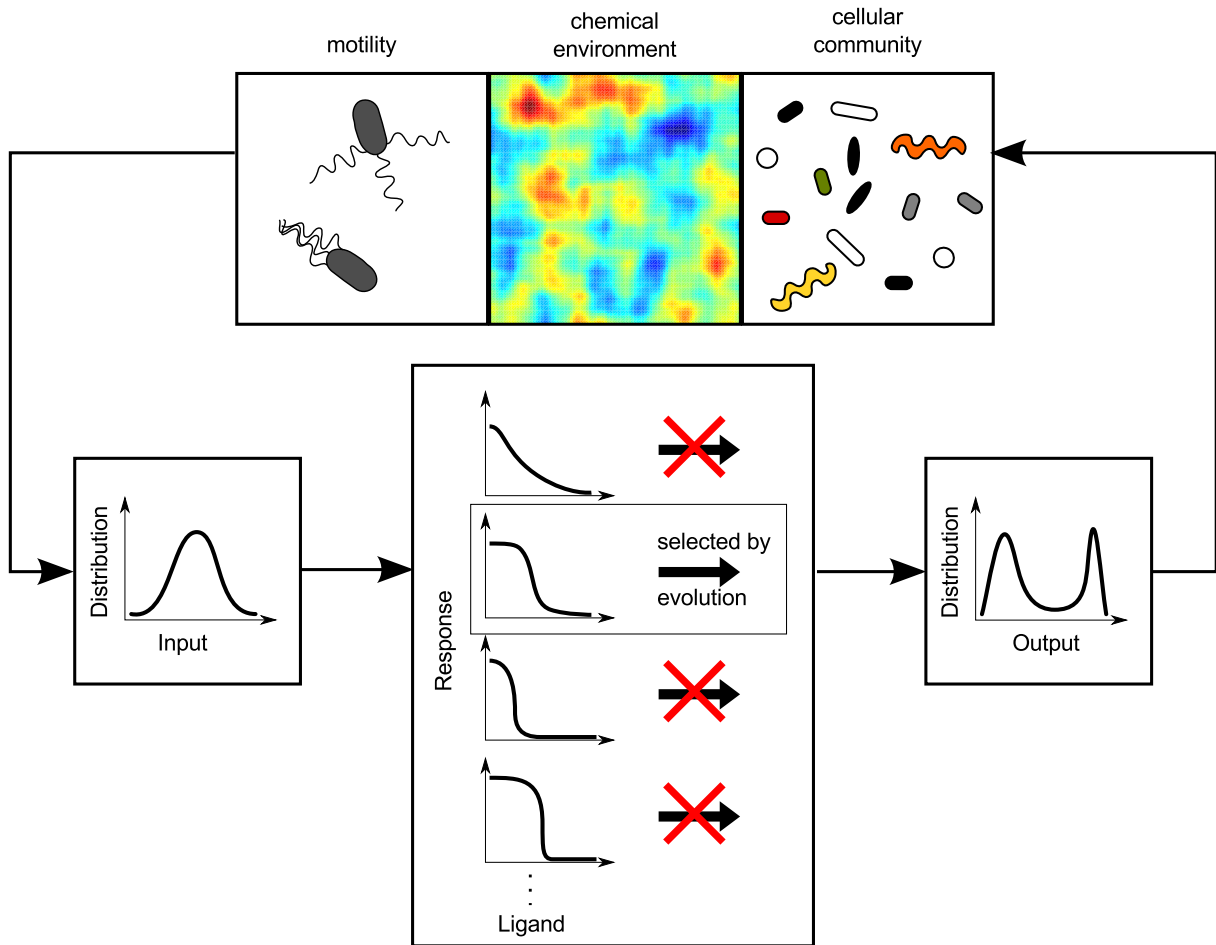 motility
chemical
environment
cellular
community
Distribution
Input
Response
selected by
evolution
Ligand
Distribution
Output